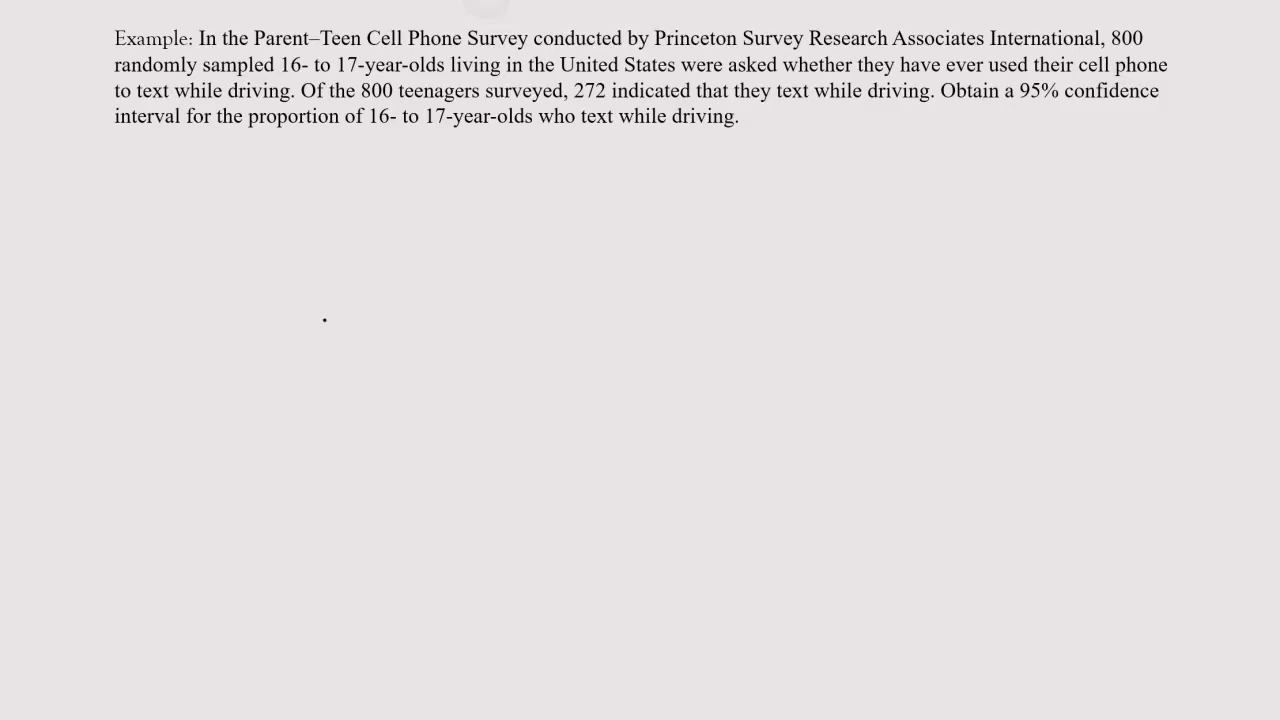 Example: In the Parent–Teen Cell Phone Survey conducted by Princeton Survey Research Associates International, 800
randomly sampled 16- to 17-year-olds living in the United States were asked whether they have ever used their cell phone
to text while driving. Of the 800 teenagers surveyed, 272 indicated that they text while driving. Obtain a 95% confidence
interval for the proportion of 16- to 17-year-olds who text while driving.